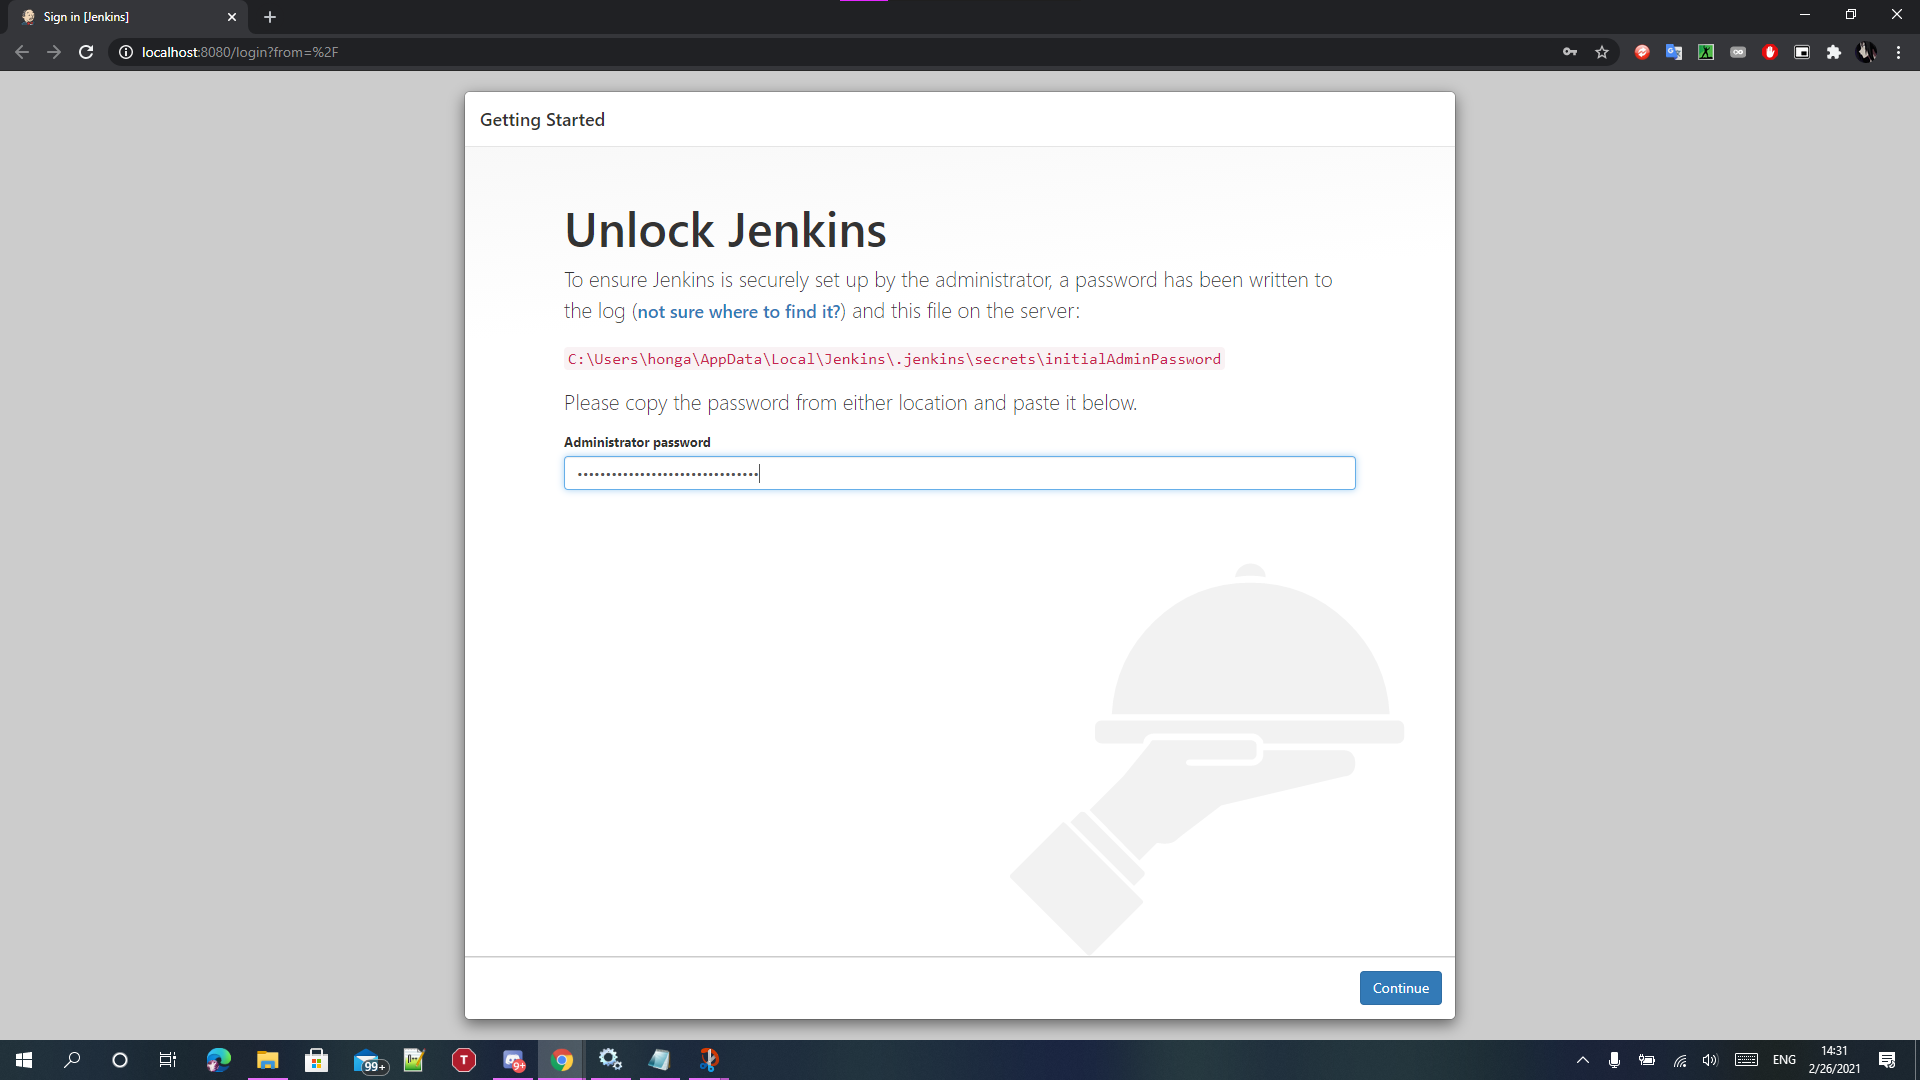 Sign in [Jenkins]
localhost:8080/login?from=%2F
Getting Started
Unlock Jenkins
To ensure Jenkins is securely set up by the administrator, a password has been written to
the log (not sure where to find it?) and this file on the server:
C:\Users\honga\AppData\Local\Jenkins\.jenkins\secrets\initialAdminPassword
Please copy the password from either location and paste it below.
Administrator password
••••••••••••••••••••••••••••••••
Continue
99+
T
9+
ENG
14:31
2/26/2021